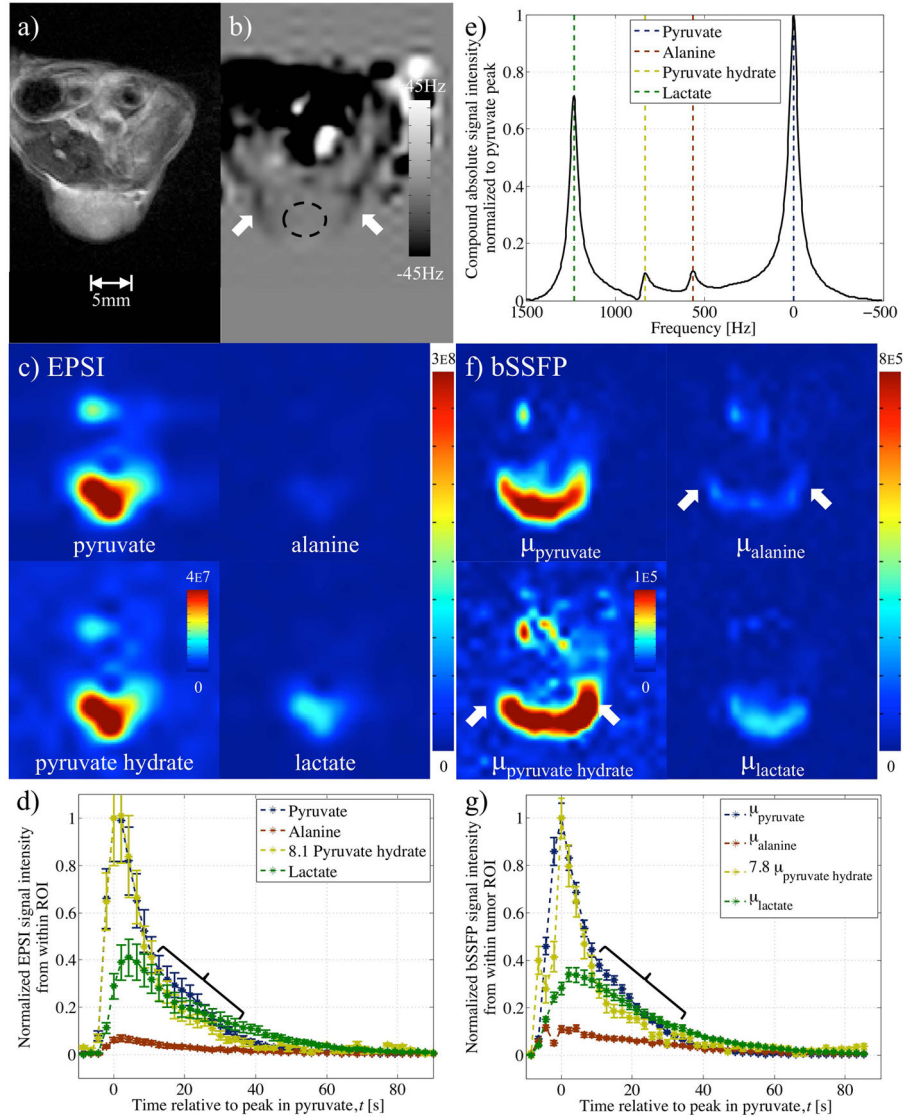 a)
b)
45Hz
-45Hz
5mm
e)
Compound absolute signal intensity
normalized to pyruvate peak
1
0.8
0.6
0.4
0.2
0
Pyruvate
Alanine
Pyruvate hydrate
Lactate
1500 1000 500 0 −500
Frequency [Hz]
c) EPSI
3E8
0
pyruvate
alanine
4E7
0
pyruvate hydrate
lactate
f) bSSFP
8E5
0
μpyruvate
μalanine
1E5
0
μpyruvate hydrate
μlactate
d)
Normalized EPSI signal intensity
from within ROI
1
0.8
0.6
0.4
0.2
0
Pyruvate
Alanine
8.1 Pyruvate hydrate
Lactate
0 20 40 60 80
Time relative to peak in pyruvate, t [s]
g)
Normalized bSSFP signal intensity
from within tumor ROI
1
0.8
0.6
0.4
0.2
0
μpyruvate
μalanine
7.8 μpyruvate hydrate
μlactate
0 20 40 60 80
Time relative to peak in pyruvate, t [s]